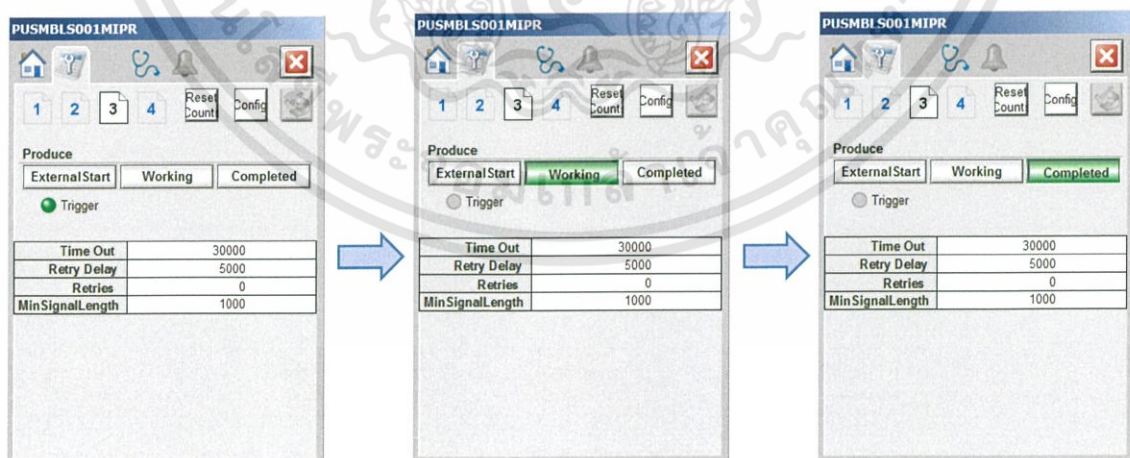 PUSMBLS001MIPR
1 2 3 4 Reset Count Config
Produce
ExternalStart Working Completed
Trigger
Time Out 30000
Retry Delay 5000
Retries 0
MinSignalLength 1000
PUSMBLS001MIPR
1 2 3 4 Reset Count Config
Produce
ExternalStart Working Completed
Trigger
Time Out 30000
Retry Delay 5000
Retries 0
MinSignalLength 1000
PUSMBLS001MIPR
1 2 3 4 Reset Count Config
Produce
ExternalStart Working Completed
Trigger
Time Out 30000
Retry Delay 5000
Retries 0
MinSignalLength 1000